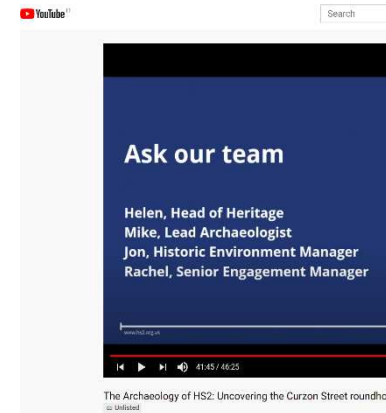 YouTube
Search
Ask our team
Helen, Head of Heritage
Mike, Lead Archaeologist
Jon, Historic Environment Manager
Rachel, Senior Engagement Manager
www.hs2.org.uk
41:45 / 46:25
The Archaeology of HS2: Uncovering the Curzon Street roundho
Unlisted